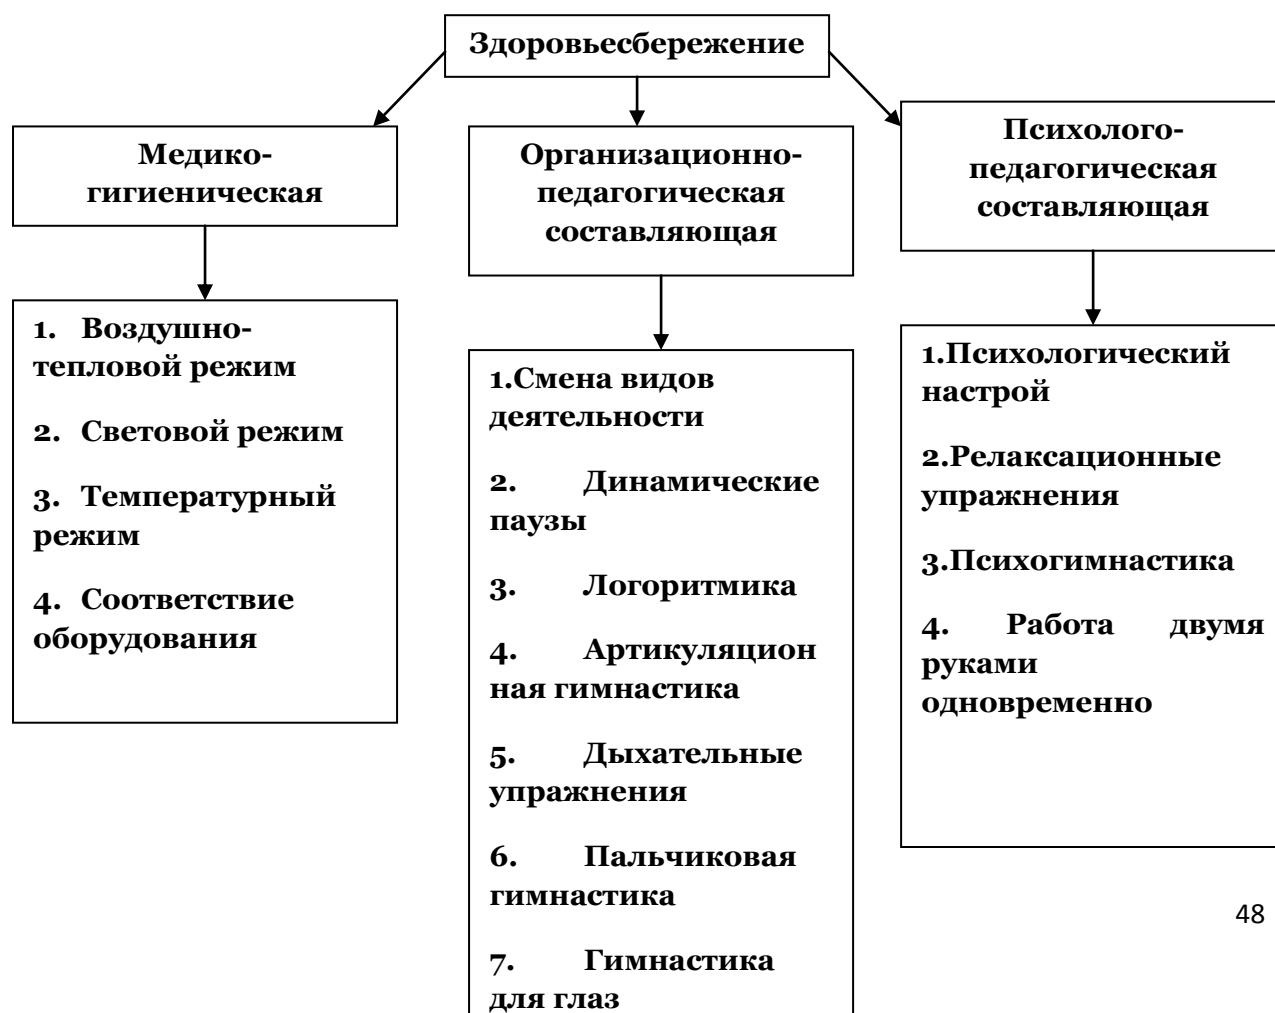 Здоровьесбережение
Медико-
гигиеническая
Организационно-
педагогическая
составляющая
Психолого-
педагогическая
составляющая
1. Воздушно-
тепловой режим
2. Световой режим
3. Температурный
режим
4. Соответствие
оборудования
1.Смена видов
деятельности
2. Динамические
паузы
3. Логоритмика
4. Артикуляцион
ная гимнастика
5. Дыхательные
упражнения
6. Пальчиковая
гимнастика
7. Гимнастика
для глаз
1.Психологический
настрой
2.Релаксационные
упражнения
3.Психогимнастика
4. Работа двумя
руками
одновременно
48